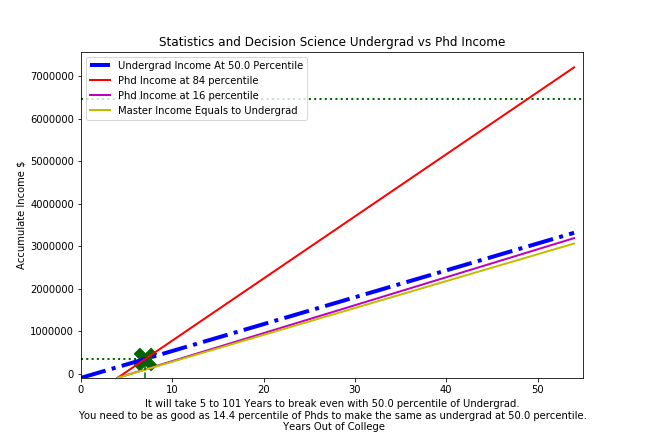 Statistics and Decision Science Undergrad vs Phd Income
Undergrad Income At 50.0 Percentile
Phd Income at 84 percentile
Phd Income at 16 percentile
Master Income Equals to Undergrad
7000000
6000000
5000000
4000000
3000000
2000000
1000000
0
Accumulate Income $
0 10 20 30 40 50
It will take 5 to 101 Years to break even with 50.0 percentile of Undergrad.
You need to be as good as 14.4 percentile of Phds to make the same as undergrad at 50.0 percentile.
Years Out of College